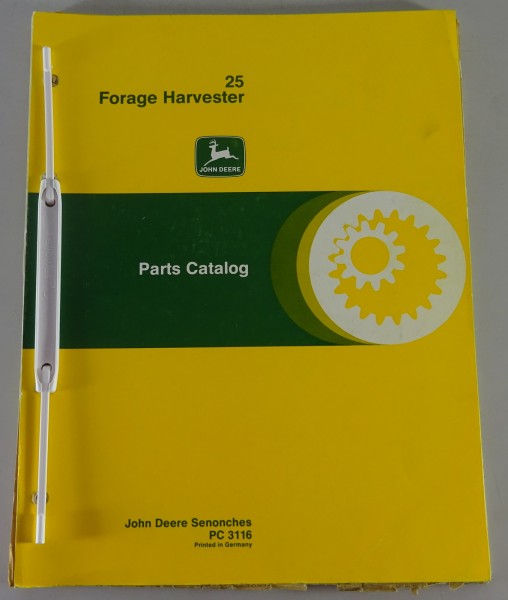 25
Forage Harvester
JOHN DEERE
Parts Catalog
John Deere Senonches
PC 3116
Printed in Germany